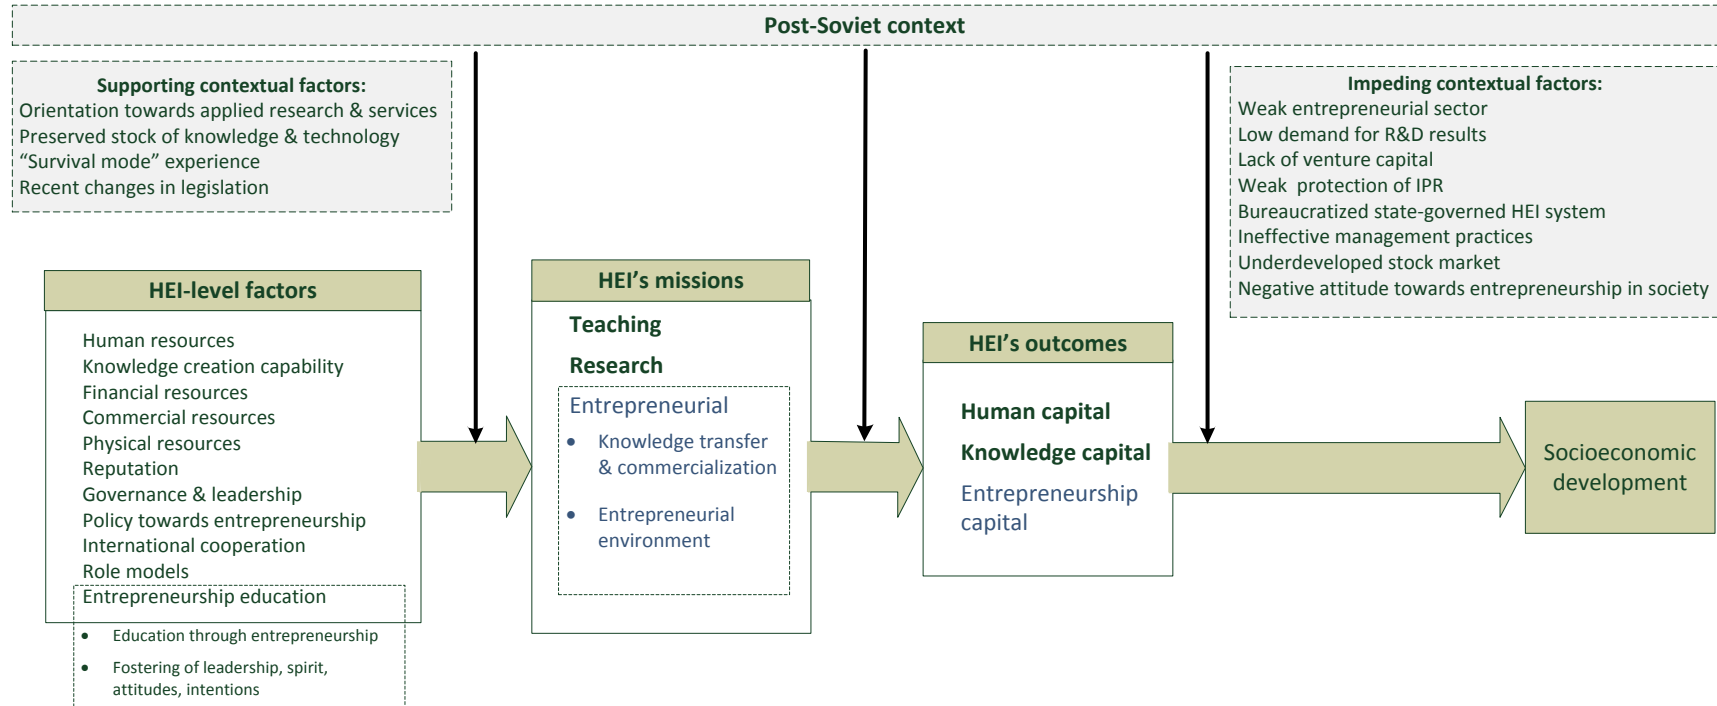 Post-Soviet context
Supporting contextual factors:
Orientation towards applied research & services
Preserved stock of knowledge & technology
“Survival mode” experience
Recent changes in legislation
Impeding contextual factors:
Weak entrepreneurial sector
Low demand for R&D results
Lack of venture capital
Weak protection of IPR
Bureaucratized state-governed HEI system
Ineffective management practices
Underdeveloped stock market
Negative attitude towards entrepreneurship in society
HEI-level factors
Human resources
Knowledge creation capability
Financial resources
Commercial resources
Physical resources
Reputation
Governance & leadership
Policy towards entrepreneurship
International cooperation
Role models
Entrepreneurship education
• Education through entrepreneurship
• Fostering of leadership, spirit,
attitudes, intentions
HEI’s missions
Teaching
Research
Entrepreneurial
• Knowledge transfer
& commercialization
• Entrepreneurial
environment
HEI’s outcomes
Human capital
Knowledge capital
Entrepreneurship
capital
Socioeconomic
development